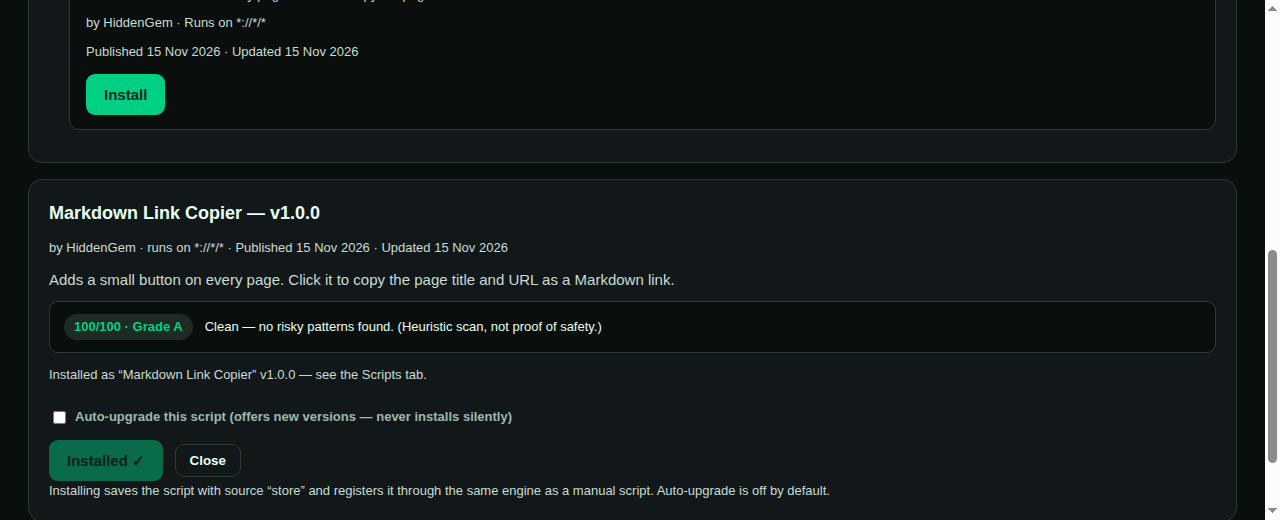 by HiddenGem · Runs on *://*/*
Published 15 Nov 2026 · Updated 15 Nov 2026
Install
Markdown Link Copier — v1.0.0
by HiddenGem · runs on *://*/* · Published 15 Nov 2026 · Updated 15 Nov 2026
Adds a small button on every page. Click it to copy the page title and URL as a Markdown link.
100/100 · Grade A Clean — no risky patterns found. (Heuristic scan, not proof of safety.)
Installed as “Markdown Link Copier” v1.0.0 — see the Scripts tab.
Auto-upgrade this script (offers new versions — never installs silently)
Installed ✓ Close
Installing saves the script with source “store” and registers it through the same engine as a manual script. Auto-upgrade is off by default.